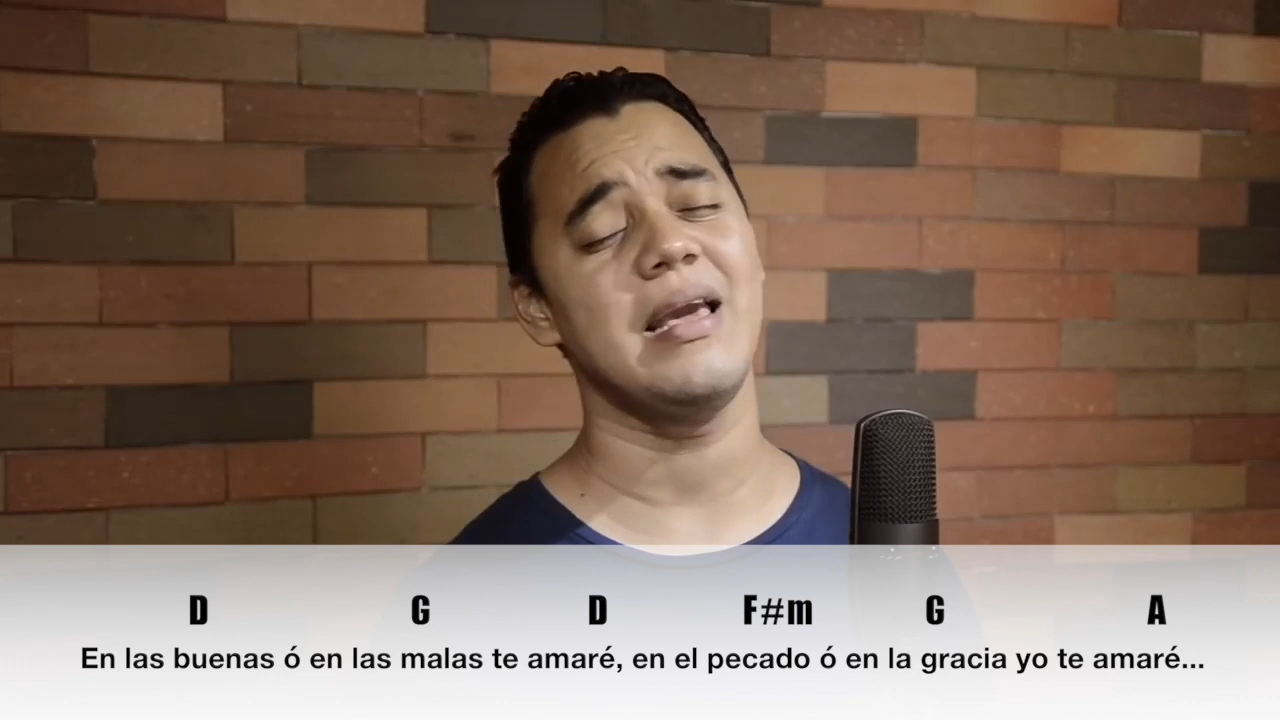 D G D F#m G A
En las buenas ó en las malas te amaré, en el pecado ó en la gracia yo te amaré...